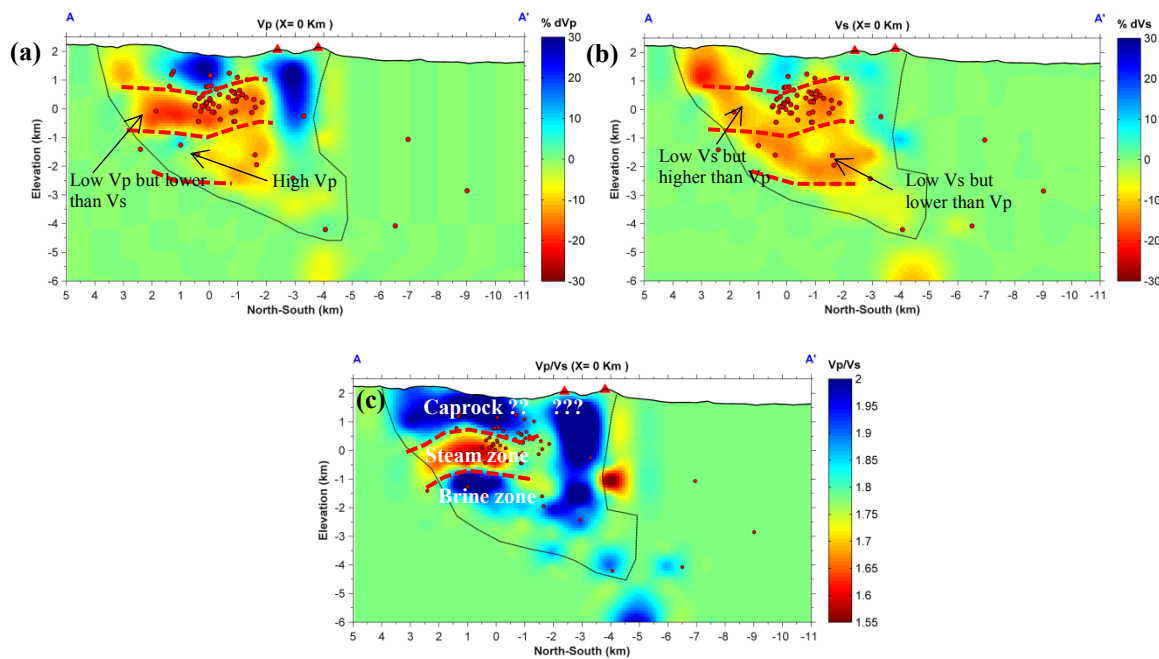 A
Vp (X= 0 Km )
A'
% dVp
(a)
2
1
0
-1
-2
-3
-4
-5
-6
Elevation (km)
Low Vp but lower
than Vs
High Vp
5 4 3 2 1 0 -1 -2 -3 -4 -5 -6 -7 -8 -9 -10 -11
North-South (km)
30
20
10
0
-10
-20
-30
A
Vs (X= 0 Km )
A'
% dVs
(b)
2
1
0
-1
-2
-3
-4
-5
-6
Elevation (km)
Low Vs but
higher than Vp
Low Vs but
lower than Vp
5 4 3 2 1 0 -1 -2 -3 -4 -5 -6 -7 -8 -9 -10 -11
North-South (km)
30
20
10
0
-10
-20
-30
A
Vp/Vs (X= 0 Km )
A'
Vp/Vs
(c)
2
1
0
-1
-2
-3
-4
-5
-6
Elevation (km)
Caprock ?? ???
Steam zone
Brine zone
5 4 3 2 1 0 -1 -2 -3 -4 -5 -6 -7 -8 -9 -10 -11
North-South (km)
2
1.95
1.9
1.85
1.8
1.75
1.7
1.65
1.6
1.55